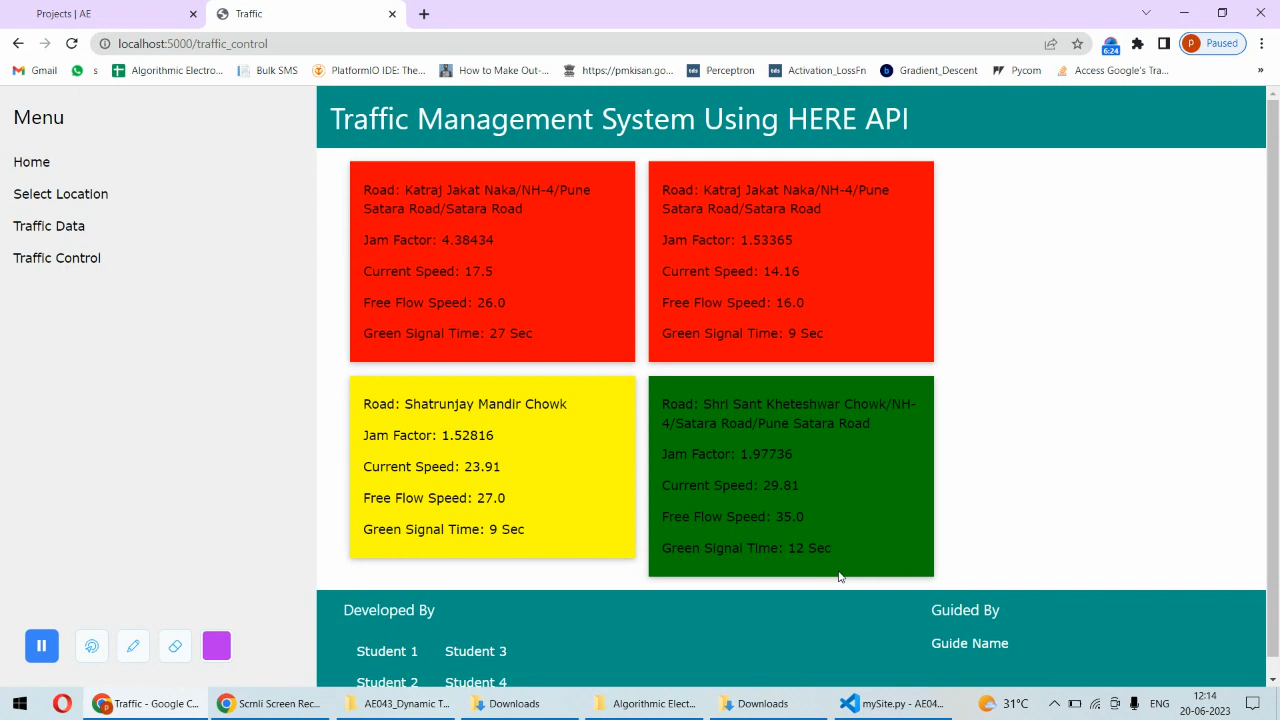 Projects | AE
Traffic
localhost:5000/traffic_control
6:24
p
Paused
Gmail
s
Algorithmic Electro...
Bulk SMS
PlatformIO IDE: The...
How to Make Out-...
https://pmkisan.go...
tds
Perceptron
tds
Activation_LossFn
b
Gradient_Descent
Pycom
Access Google's Tra...
»
Menu
Home
Select Location
Traffic Data
Traffic Control
Traffic Management System Using HERE API
Road: Katraj Jakat Naka/NH-4/Pune
Satara Road/Satara Road
Jam Factor: 4.38434
Current Speed: 17.5
Free Flow Speed: 26.0
Green Signal Time: 27 Sec
Road: Katraj Jakat Naka/NH-4/Pune
Satara Road/Satara Road
Jam Factor: 1.53365
Current Speed: 14.16
Free Flow Speed: 16.0
Green Signal Time: 9 Sec
Road: Shatrunjay Mandir Chowk
Jam Factor: 1.52816
Current Speed: 23.91
Free Flow Speed: 27.0
Green Signal Time: 9 Sec
Road: Shri Sant Kheteshwar Chowk/NH-
4/Satara Road/Pune Satara Road
Jam Factor: 1.97736
Current Speed: 29.81
Free Flow Speed: 35.0
Green Signal Time: 12 Sec
Developed By
Student 1
Student 3
Student 2
Student 4
Guided By
Guide Name
Traffic - Google C...
Scrnli Screen Rec...
AE043_Dynamic T...
Downloads
Algorithmic Elect...
Downloads
mySite.py - AE04...
31°C
ENG
12:14
20-06-2023